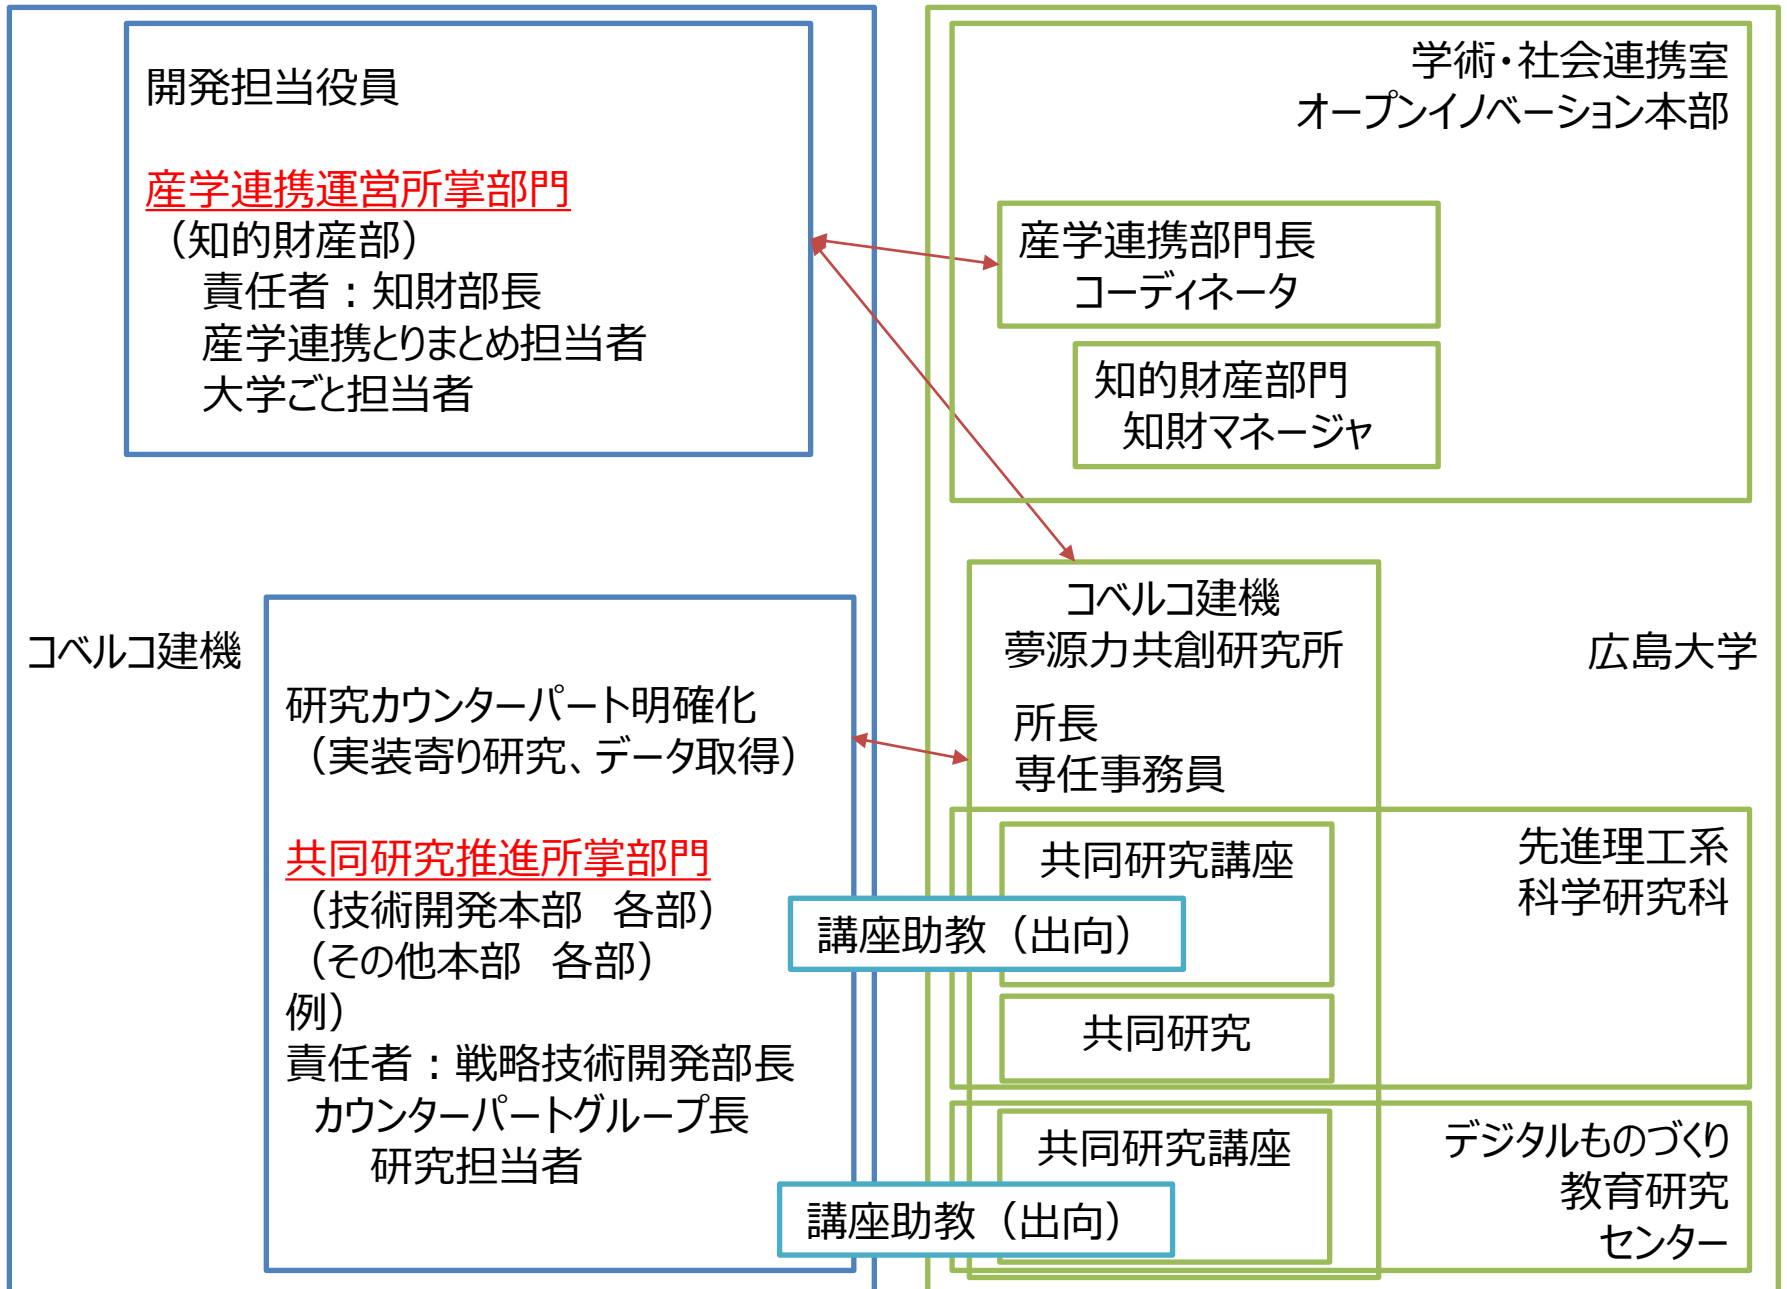 開発担当役員
産学連携運営所掌部門
（知的財産部）
責任者：知財部長
産学連携とりまとめ担当者
大学ごと担当者
コベルコ建機
研究カウンターパート明確化
（実装寄り研究、データ取得）
共同研究推進所掌部門
（技術開発本部　各部）
（その他本部　各部）
例）
責任者：戦略技術開発部長
カウンターパートグループ長
研究担当者
学術・社会連携室
オープンイノベーション本部
産学連携部門長
コーディネータ
知的財産部門
知財マネージャ
コベルコ建機
夢源力共創研究所
所長
専任事務員
広島大学
共同研究講座
講座助教（出向）
共同研究
先進理工系
科学研究科
共同研究講座
講座助教（出向）
デジタルものづくり
教育研究
センター